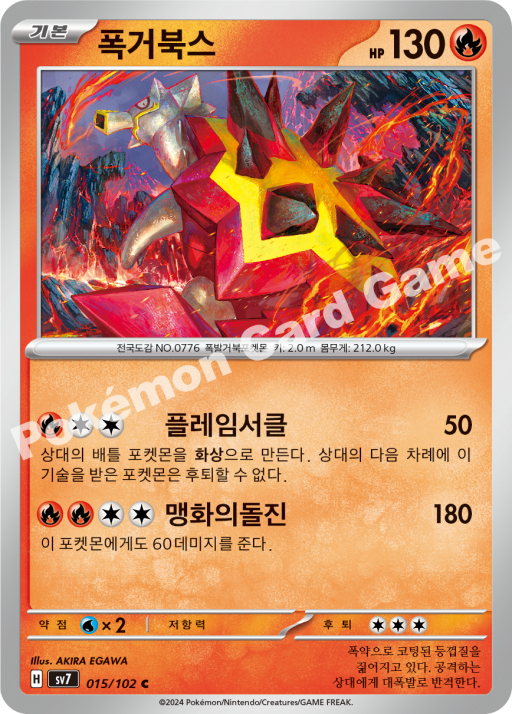 기본
폭거북스
HP 130
전국도감 NO.0776 폭발거북포켓몬 키: 2.0 m 몸무게: 212.0 kg
Pokémon Card Game
플레임서클 50
상대의 배틀 포켓몬을 화상으로 만든다. 상대의 다음 차례에 이
기술을 받은 포켓몬은 후퇴할 수 없다.
맹화의돌진 180
이 포켓몬에게도 60데미지를 준다.
약점 ×2 저항력 후퇴
Illus. AKIRA EGAWA
H sv7 015/102 C
폭약으로 코팅된 등껍질을
짊어지고 있다. 공격하는
상대에게 대폭발로 반격한다.
©2024 Pokémon/Nintendo/Creatures/GAME FREAK.